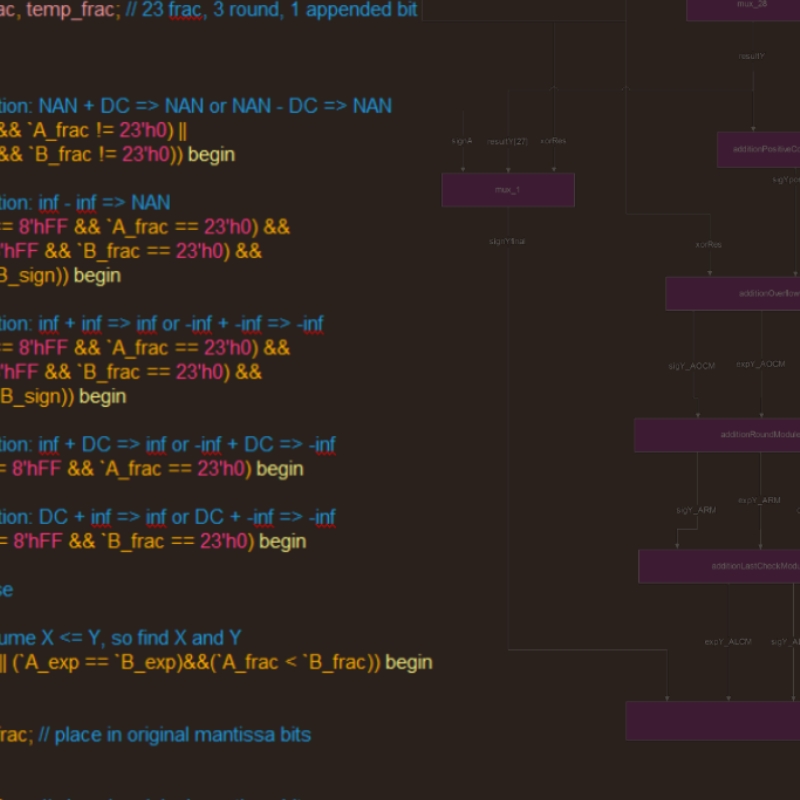 ac, temp_frac; // 23 frac, 3 round, 1 appended bit
tion: NAN + DC => NAN or NAN - DC => NAN
&& `A_frac != 23'h0) ||
&& `B_frac != 23'h0)) begin
tion: inf - inf => NAN
= 8'hFF && `A_frac == 23'h0) &&
'hFF && `B_frac == 23'h0) &&
B_sign)) begin
tion: inf + inf => inf or -inf + -inf => -inf
= 8'hFF && `A_frac == 23'h0) &&
'hFF && `B_frac == 23'h0) &&
B_sign)) begin
tion: inf + DC => inf or -inf + DC => -inf
= 8'hFF && `A_frac == 23'h0) begin
tion: DC + inf => inf or DC + -inf => -inf
= 8'hFF && `B_frac == 23'h0) begin
se
ume X <= Y, so find X and Y
|| (`A_exp == `B_exp)&&(`A_frac < `B_frac)) begin
frac; // place in original mantissa bits
mux_28
resultY
signA resultY[27] xorRes
additionPositiveCo
mux_1
signYfinal
xorRes
additionOverflow
sigY_AOCM expY_AOCM
additionRoundModule
sigY_ARM expY_ARM
additionLastCheckModu
expY_ALCM sigY_AL